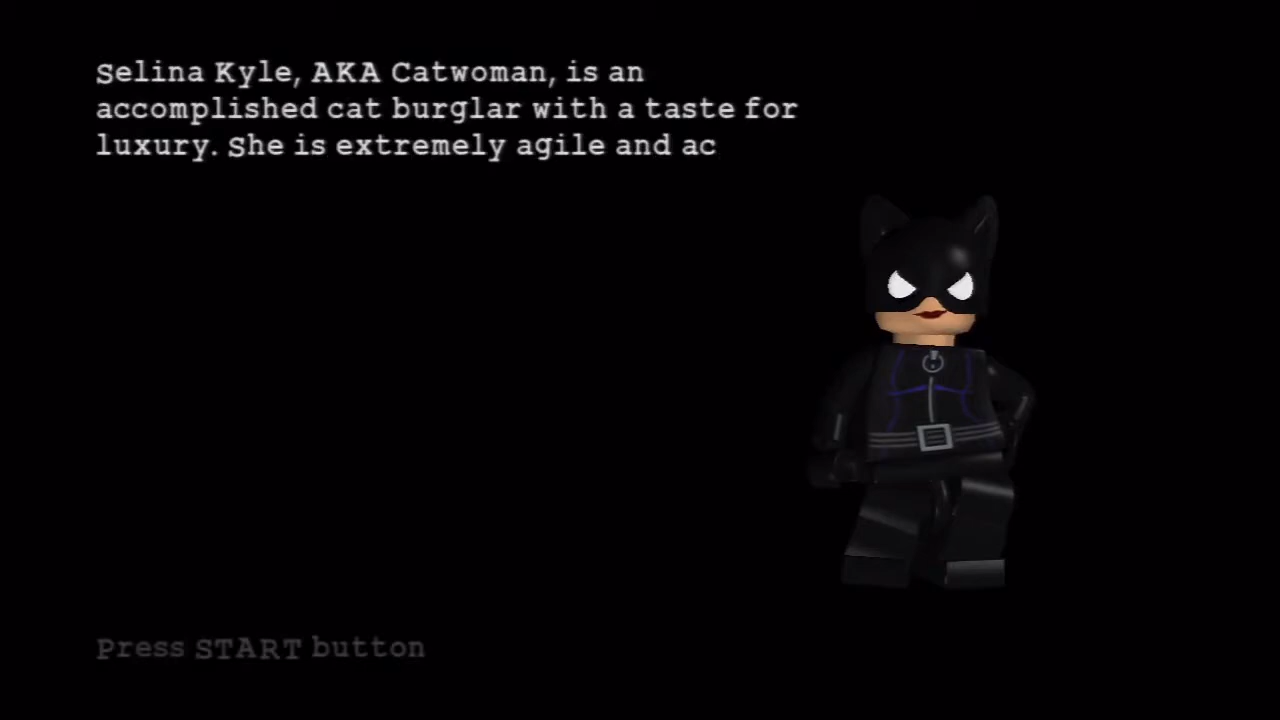 Selina Kyle, AKA Catwoman, is an
accomplished cat burglar with a taste for
luxury. She is extremely agile and ac
Press START button